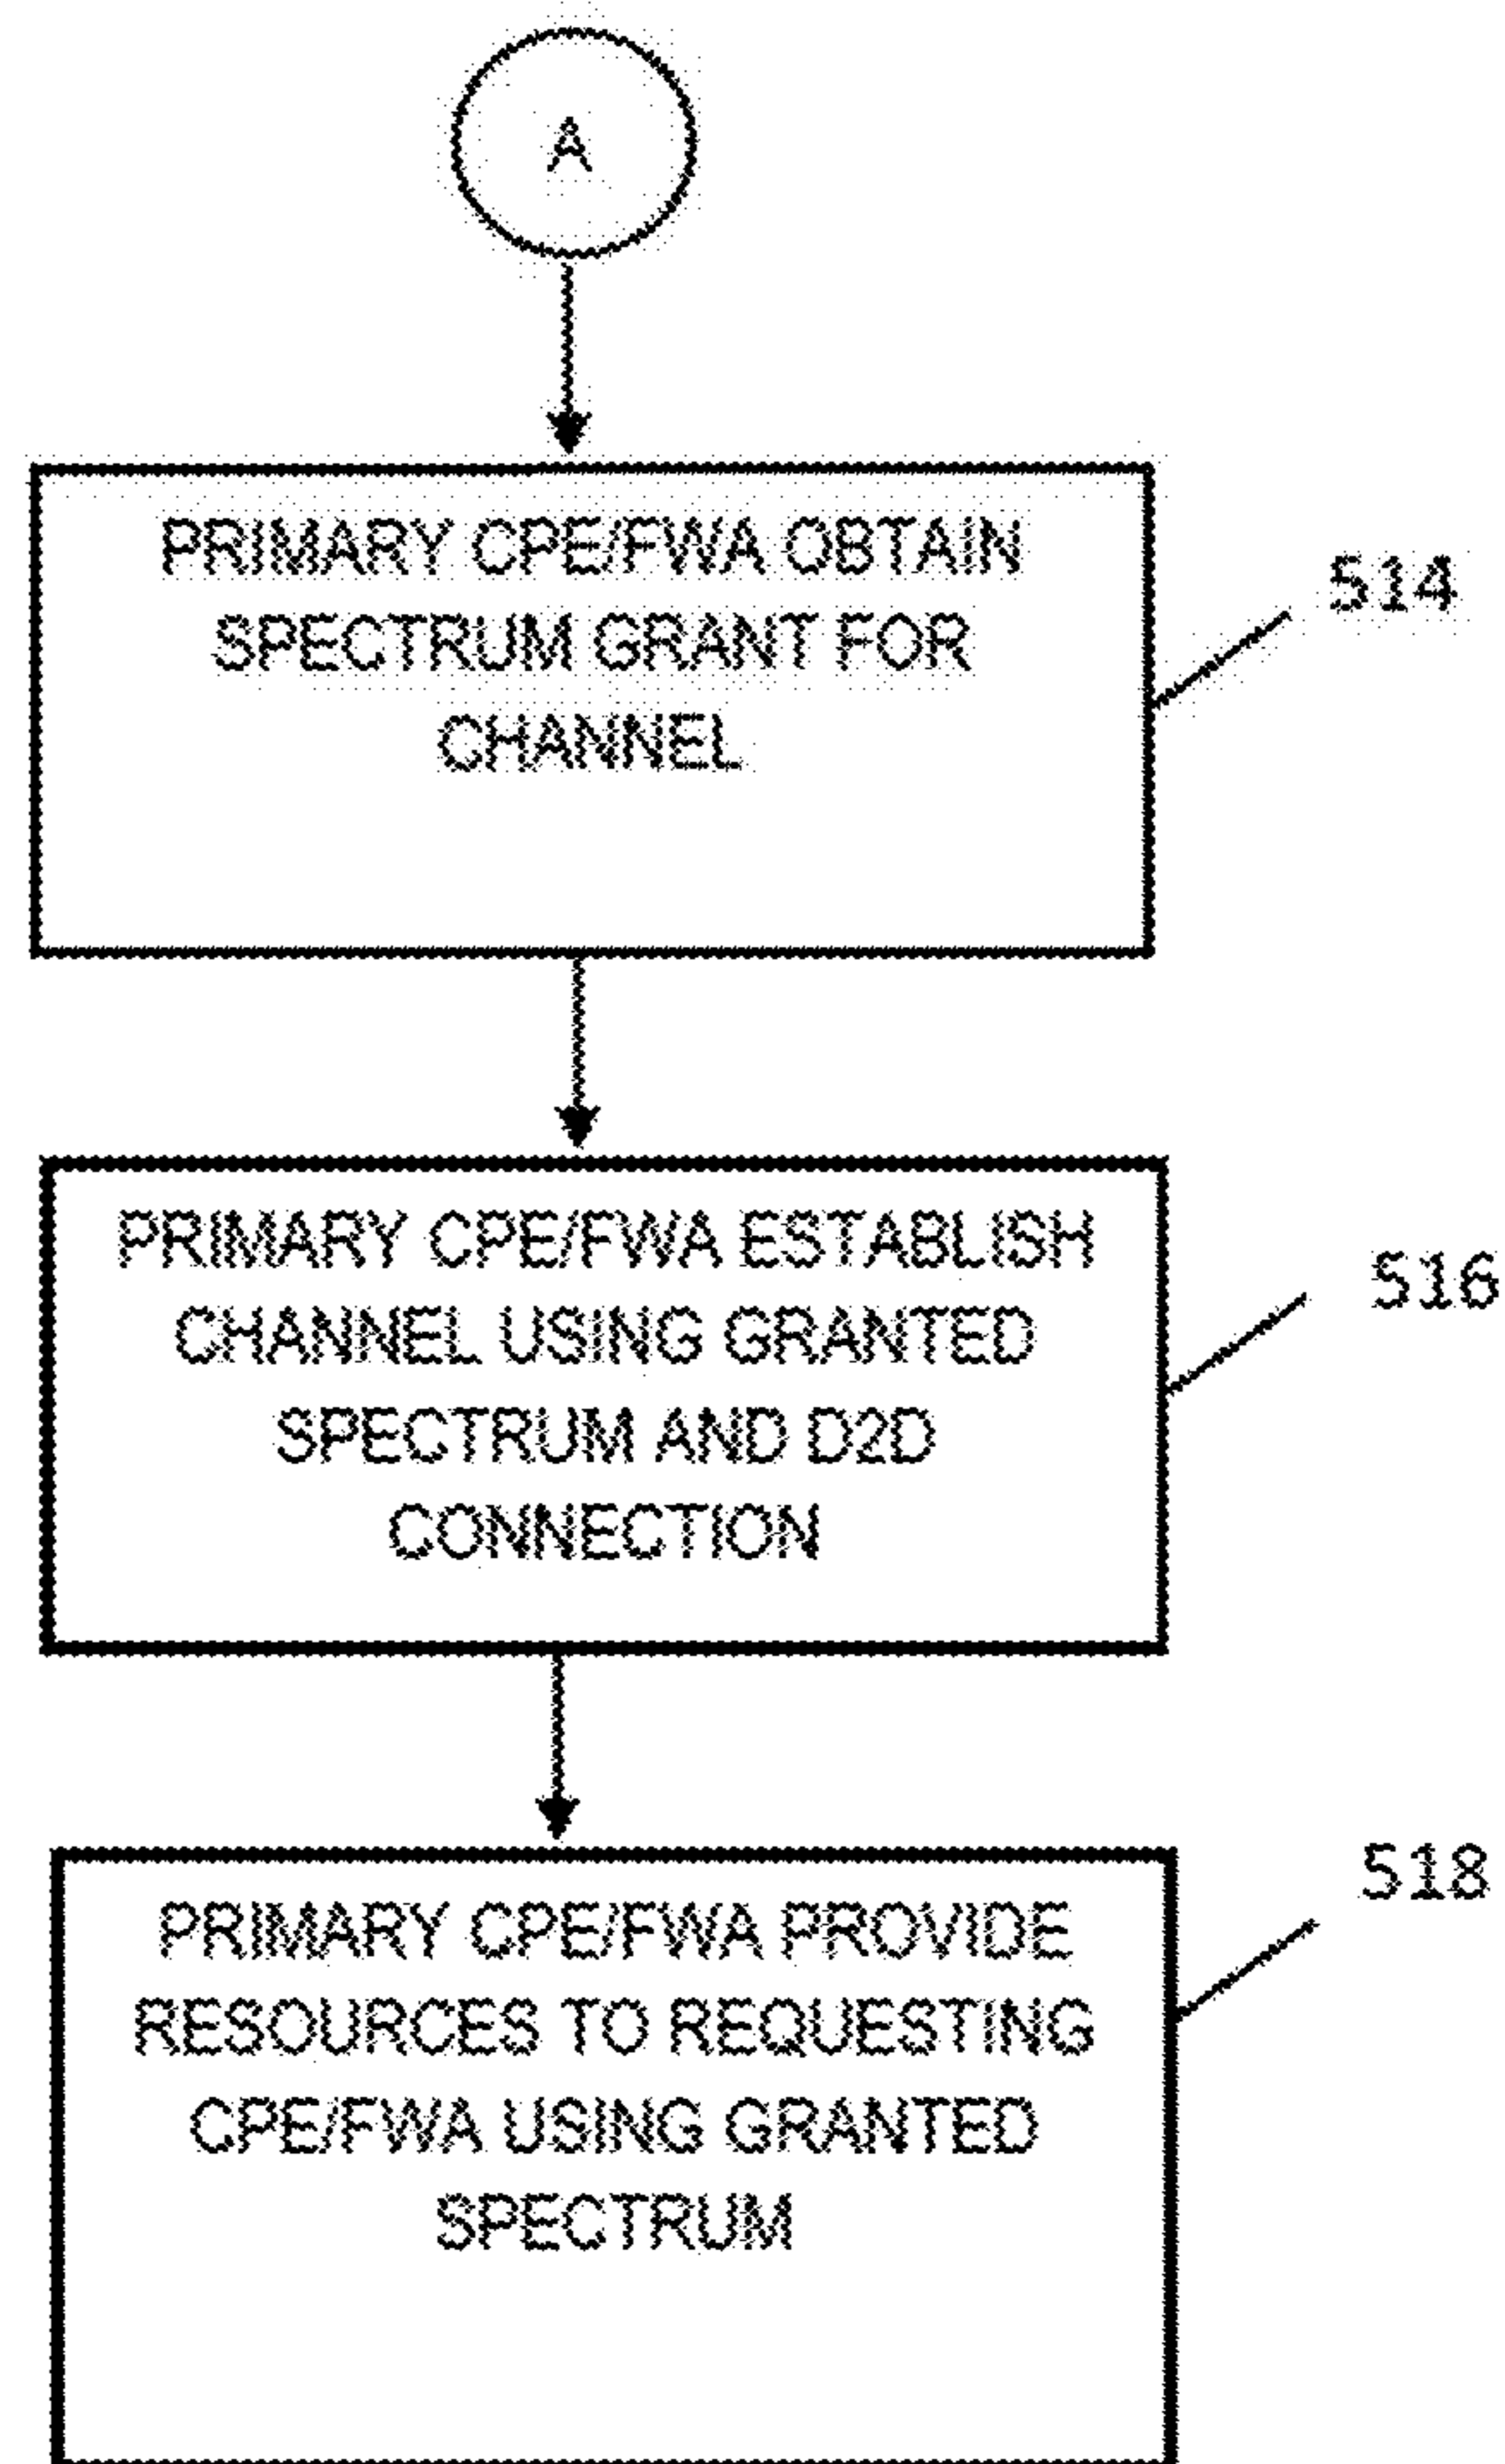 A
PRIMARY CPE/FWA OBTAIN
SPECTRUM GRANT FOR
CHANNEL
514
PRIMARY CPE/FWA ESTABLISH
CHANNEL USING GRANTED
SPECTRUM AND D2D
CONNECTION
516
PRIMARY CPE/FWA PROVIDE
RESOURCES TO REQUESTING
CPE/FWA USING GRANTED
SPECTRUM
518